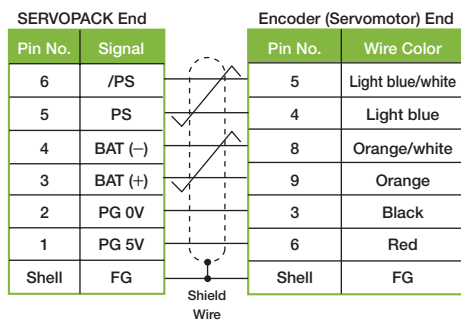 SERVOPACK End
Encoder (Servomotor) End
Pin No. Signal
Pin No. Wire Color
6 /PS
5 Light blue/white
5 PS
4 Light blue
4 BAT (−)
8 Orange/white
3 BAT (+)
9 Orange
2 PG 0V
3 Black
1 PG 5V
6 Red
Shell FG
Shell FG
Shield
Wire